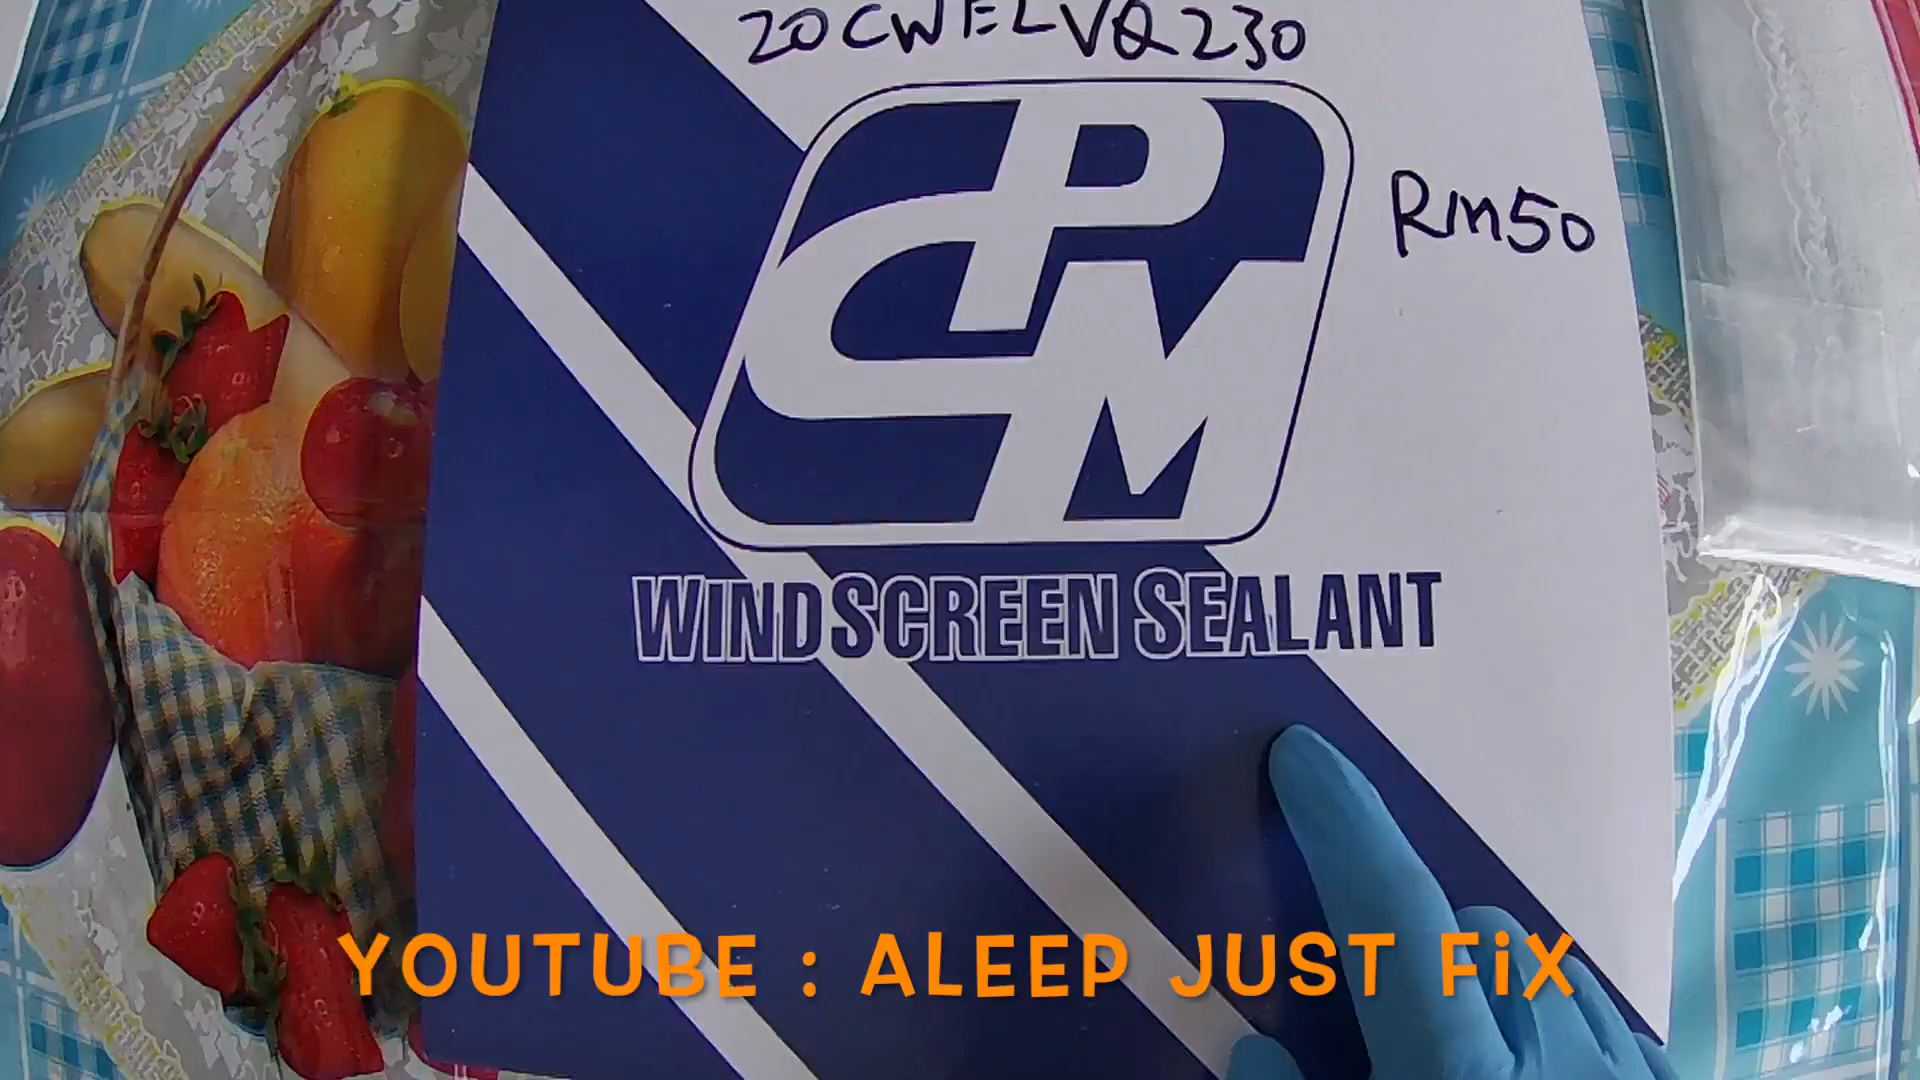 20CWELVQ230
CPM
RM50
WINDSCREEN SEALANT
YOUTUBE : ALEEP JUST FiX